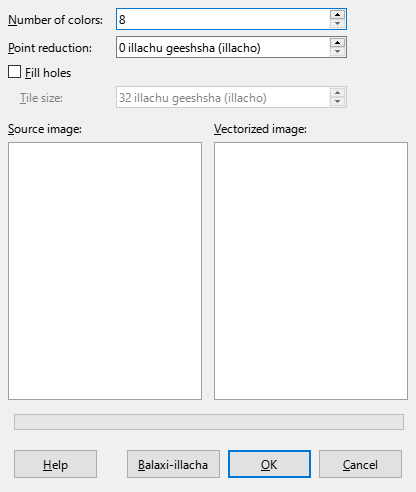 Number of colors:
8
Point reduction:
0 illachu geeshsha (illacho)
Fill holes
Tile size:
32 illachu geeshsha (illacho)
Source image:
Vectorized image:
Help
Balaxi-illacha
OK
Cancel